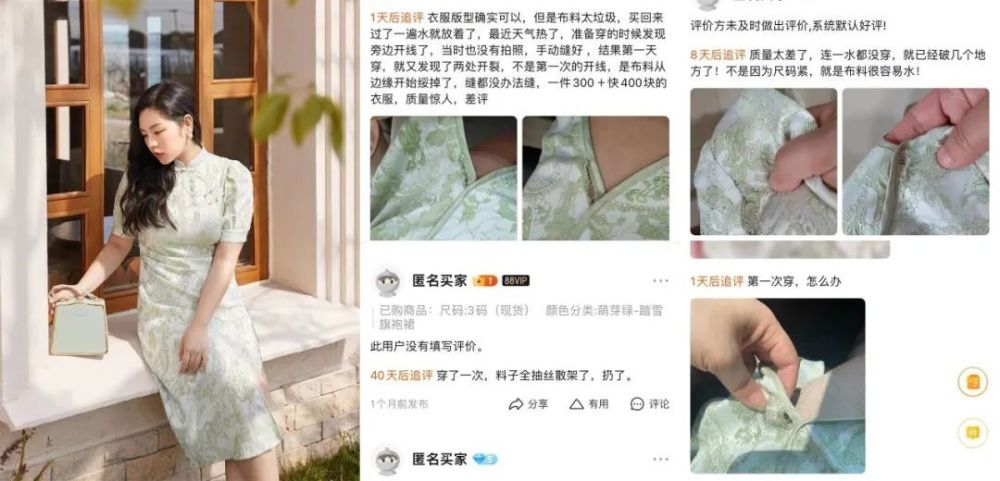 1天后追评 衣服版型确实可以，但是布料太垃圾，买回来
过了一遍水就放着了，最近天气热了，准备穿的时候发现
旁边开线了，当时也没有拍照，手动缝好，结果第一天
穿，就又发现了两处开裂，不是第一次的开线，是布料从
边缘开始绥掉了，缝都没办法缝，一件300＋快400块的
衣服，质量惊人，差评
匿名买家 1 88VIP
已购商品：尺码:3码（现货） 颜色分类:萌芽绿-踏雪
旗袍裙
此用户没有填写评价。
40天后追评 穿了一次，料子全抽丝散架了，扔了。
1个月前发布 分享 有用 评论
匿名买家 5
评价方未及时做出评价,系统默认好评!
8天后追评 质量太差了，连一水都没穿，就已经破几个地
方了！不是因为尺码紧，就是布料很容易水！
1天后追评 第一次穿，怎么办